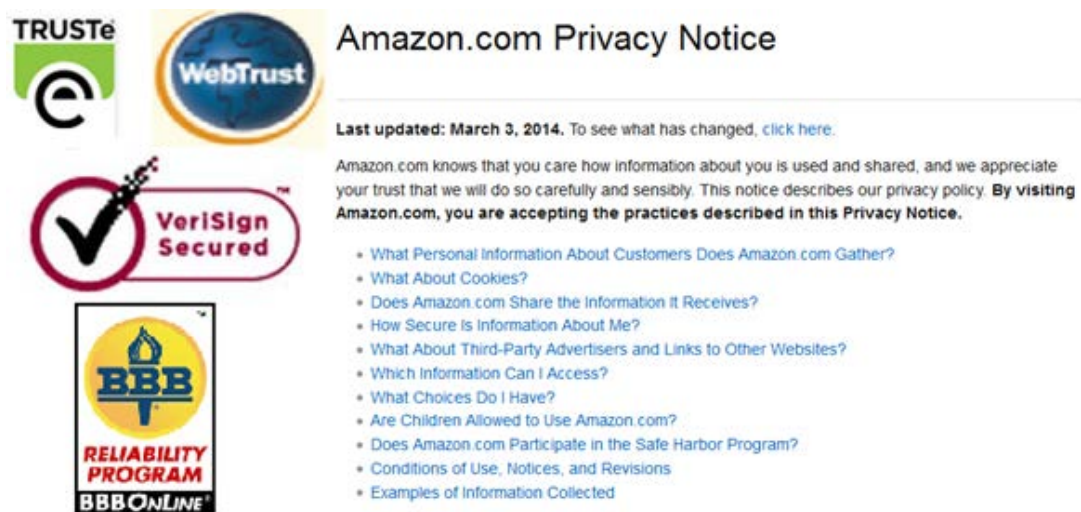 TRUSTe
e
WebTrust
VeriSign
Secured
™
BBB
RELIABILITY
PROGRAM
BBBONLINE
Amazon.com Privacy Notice
Last updated: March 3, 2014. To see what has changed, click here.
Amazon.com knows that you care how information about you is used and shared, and we appreciate
your trust that we will do so carefully and sensibly. This notice describes our privacy policy. By visiting
Amazon.com, you are accepting the practices described in this Privacy Notice.
What Personal Information About Customers Does Amazon.com Gather?
What About Cookies?
Does Amazon.com Share the Information It Receives?
How Secure Is Information About Me?
What About Third-Party Advertisers and Links to Other Websites?
Which Information Can I Access?
What Choices Do I Have?
Are Children Allowed to Use Amazon.com?
Does Amazon.com Participate in the Safe Harbor Program?
Conditions of Use, Notices, and Revisions
Examples of Information Collected